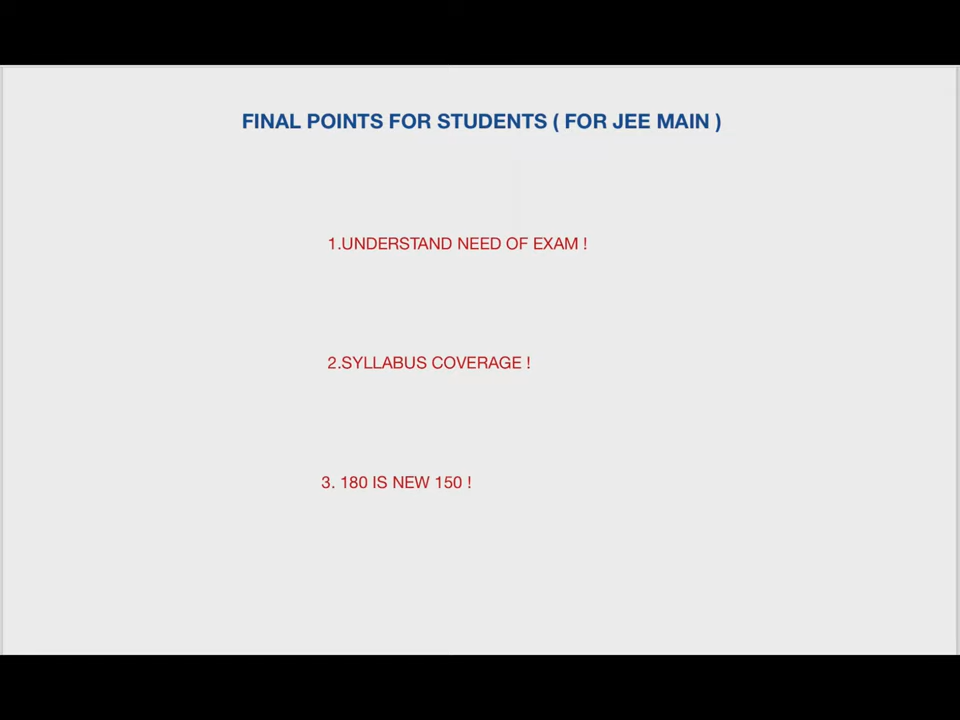 FINAL POINTS FOR STUDENTS ( FOR JEE MAIN )
1.UNDERSTAND NEED OF EXAM !
2.SYLLABUS COVERAGE !
3. 180 IS NEW 150 !